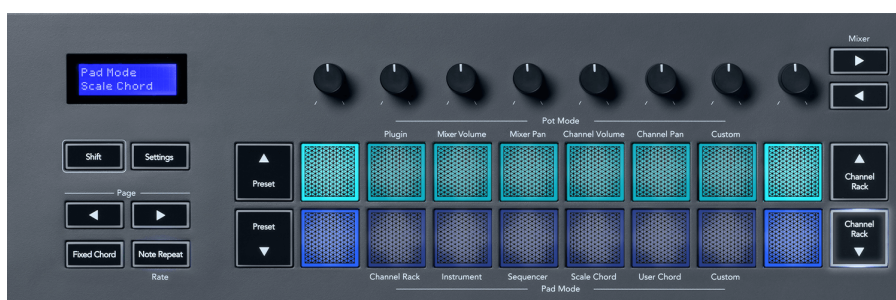 Mixer
Pad Mode
Scale Chord
Pot Mode
Plugin Mixer Volume Mixer Pan Channel Volume Channel Pan Custom
Shift Settings
Preset
Channel
Rack
Page
Preset
Channel
Rack
Fixed Chord Note Repeat
Rate
Channel Rack Instrument Sequencer Scale Chord User Chord Custom
Pad Mode